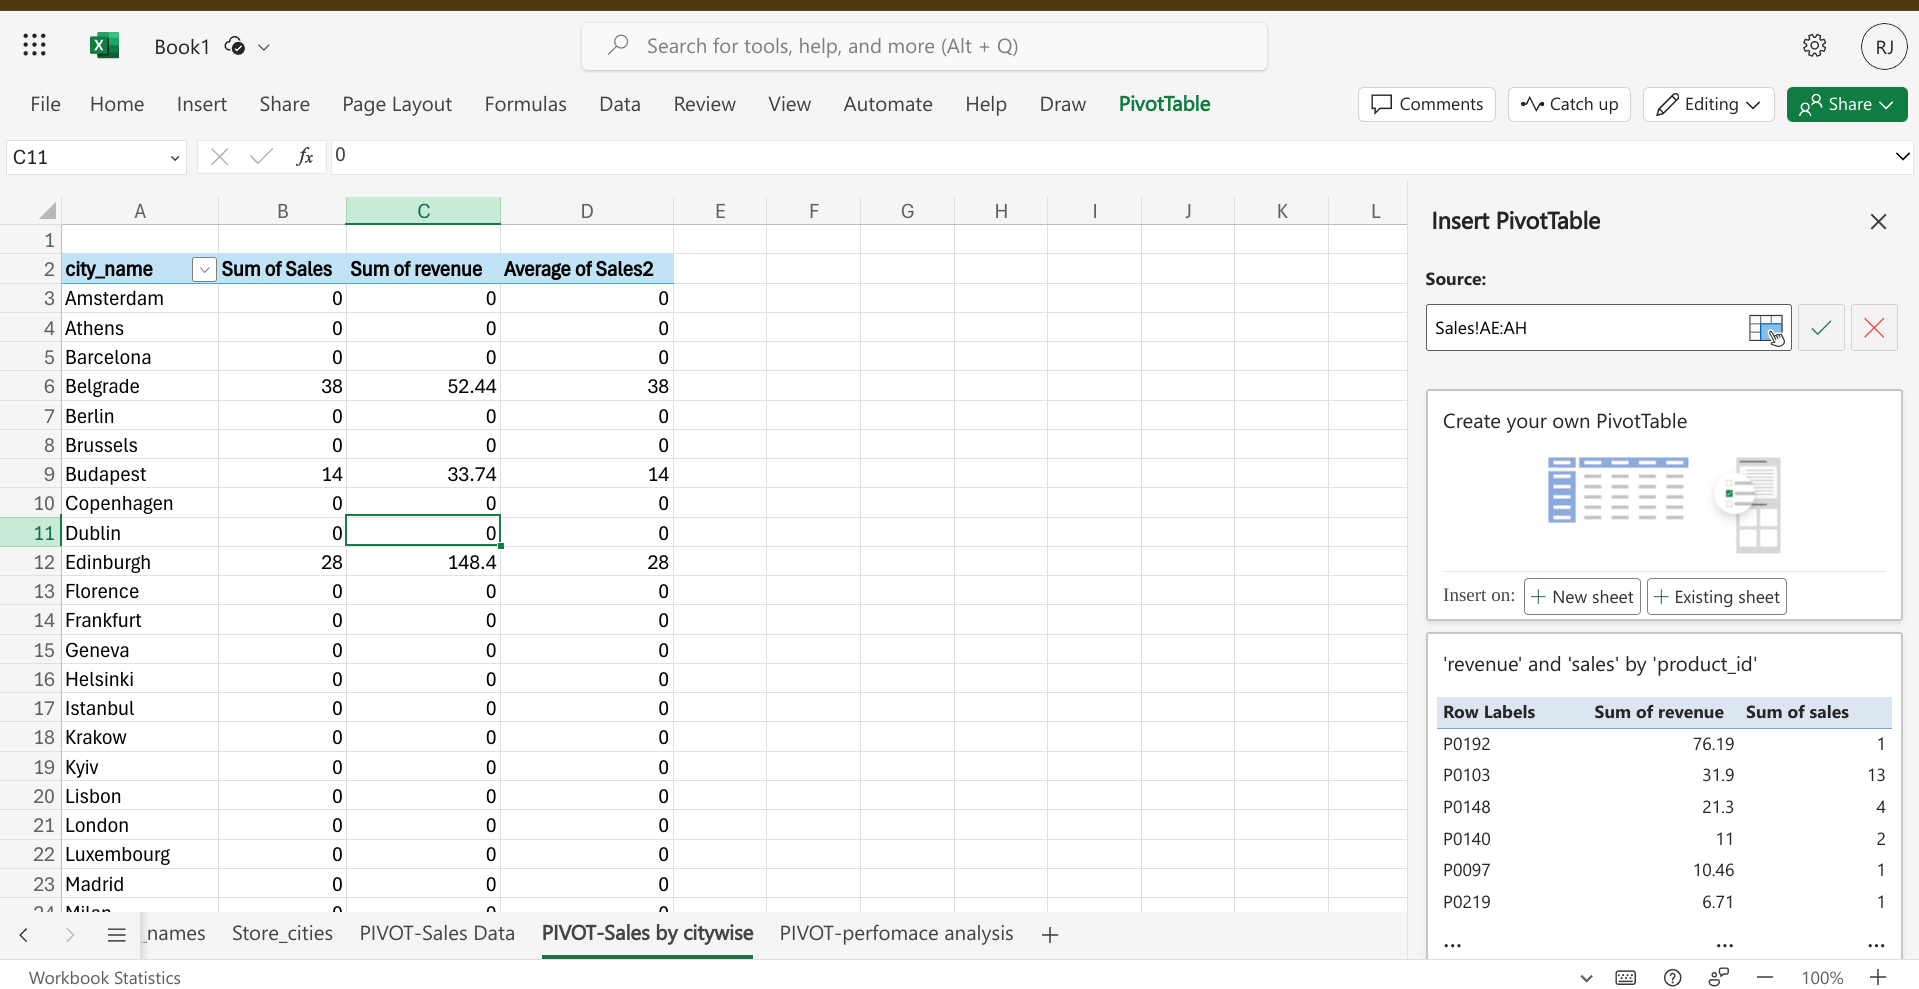 Book1
Search for tools, help, and more (Alt + Q)
RJ
File Home Insert Share Page Layout Formulas Data Review View Automate Help Draw PivotTable
Comments Catch up Editing Share
C11 fx 0
A B C D E F G H I J K L
1
2 city_name Sum of Sales Sum of revenue Average of Sales2
3 Amsterdam 0 0 0
4 Athens 0 0 0
5 Barcelona 0 0 0
6 Belgrade 38 52.44 38
7 Berlin 0 0 0
8 Brussels 0 0 0
9 Budapest 14 33.74 14
10 Copenhagen 0 0 0
11 Dublin 0 0 0
12 Edinburgh 28 148.4 28
13 Florence 0 0 0
14 Frankfurt 0 0 0
15 Geneva 0 0 0
16 Helsinki 0 0 0
17 Istanbul 0 0 0
18 Krakow 0 0 0
19 Kyiv 0 0 0
20 Lisbon 0 0 0
21 London 0 0 0
22 Luxembourg 0 0 0
23 Madrid 0 0 0
24 Milan 0 0 0
Insert PivotTable
Source:
Sales!AE:AH
Create your own PivotTable
Insert on: + New sheet + Existing sheet
'revenue' and 'sales' by 'product_id'
Row Labels Sum of revenue Sum of sales
P0192 76.19 1
P0103 31.9 13
P0148 21.3 4
P0140 11 2
P0097 10.46 1
P0219 6.71 1
... ... ...
_names Store_cities PIVOT-Sales Data PIVOT-Sales by citywise PIVOT-perfomace analysis
Workbook Statistics
100%